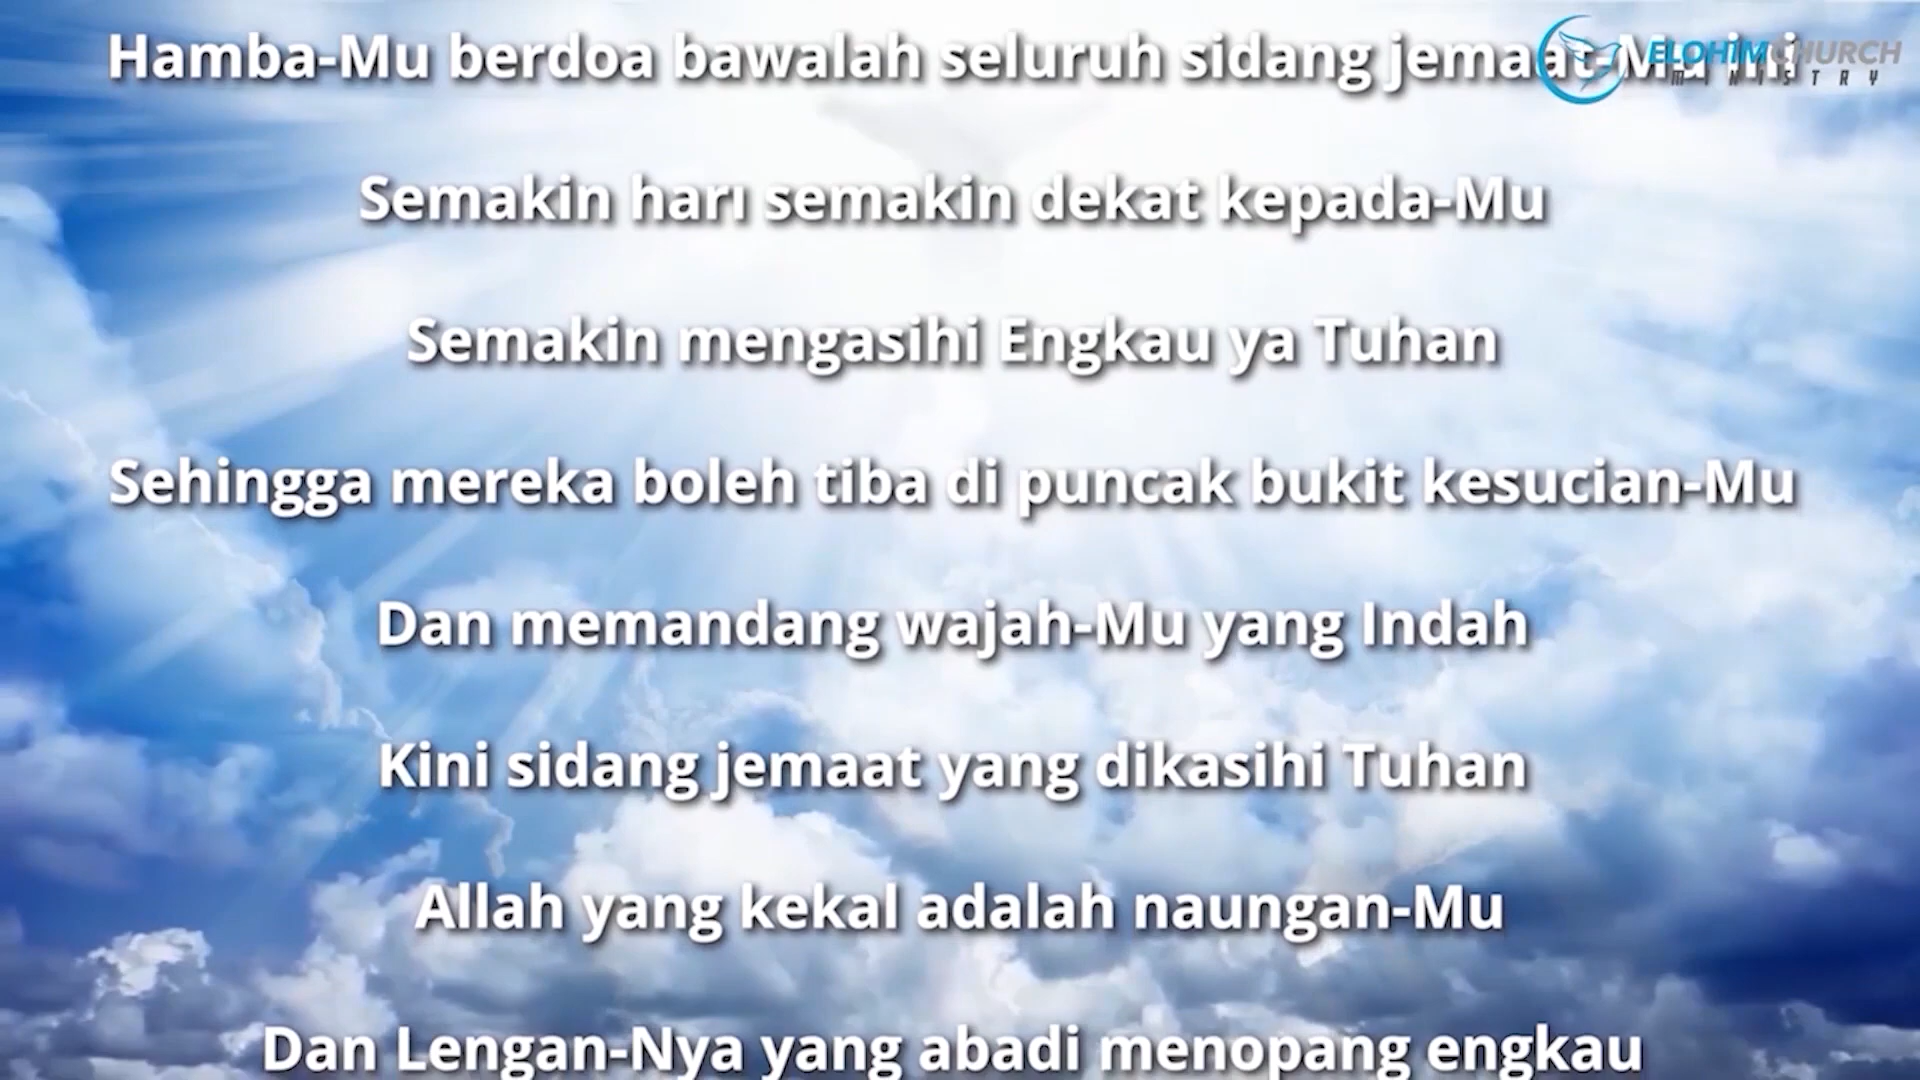 Hamba-Mu berdoa bawalah seluruh sidang jemaat-Mu ini
ELOHIM CHURCH
MINISTRY
Semakin hari semakin dekat kepada-Mu
Semakin mengasihi Engkau ya Tuhan
Sehingga mereka boleh tiba di puncak bukit kesucian-Mu
Dan memandang wajah-Mu yang Indah
Kini sidang jemaat yang dikasihi Tuhan
Allah yang kekal adalah naungan-Mu
Dan Lengan-Nya yang abadi menopang engkau